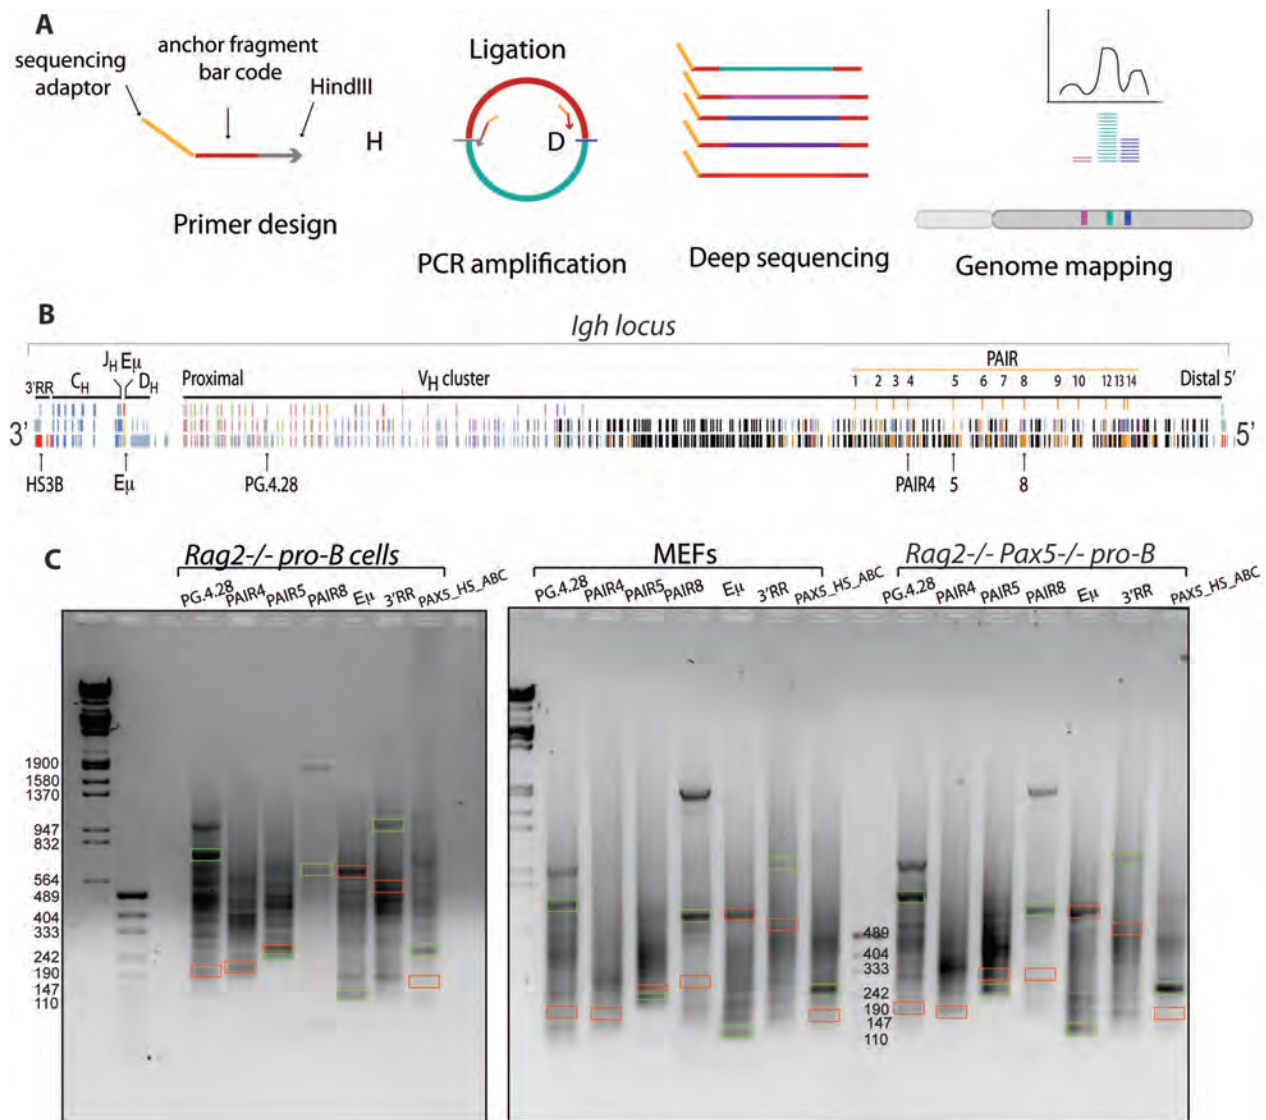 A
sequencing adaptor
anchor fragment bar code
HindIII
Primer design
Ligation
H
D
PCR amplification
Deep sequencing
Genome mapping
B
Igh locus
3'RR
CH
JH
Eµ
DH
Proximal
VH cluster
PAIR
1 2 3 4 5 6 7 8 9 10 12 13 14
Distal 5'
3'
5'
HS3B
Eµ
PG.4.28
PAIR4
5
8
C
Rag2-/- pro-B cells
PG.4.28 PAIR4 PAIR5 PAIR8 Eµ 3'RR PAX5_HS_ABC
MEFs
PG.4.28 PAIR4 PAIR5 PAIR8 Eµ 3'RR PAX5_HS_ABC
Rag2-/- Pax5-/- pro-B
PG.4.28 PAIR4 PAIR5 PAIR8 Eµ 3'RR PAX5_HS_ABC
1900
1580
1370
947
832
564
489
404
333
242
190
147
110
489
404
333
242
190
147
110